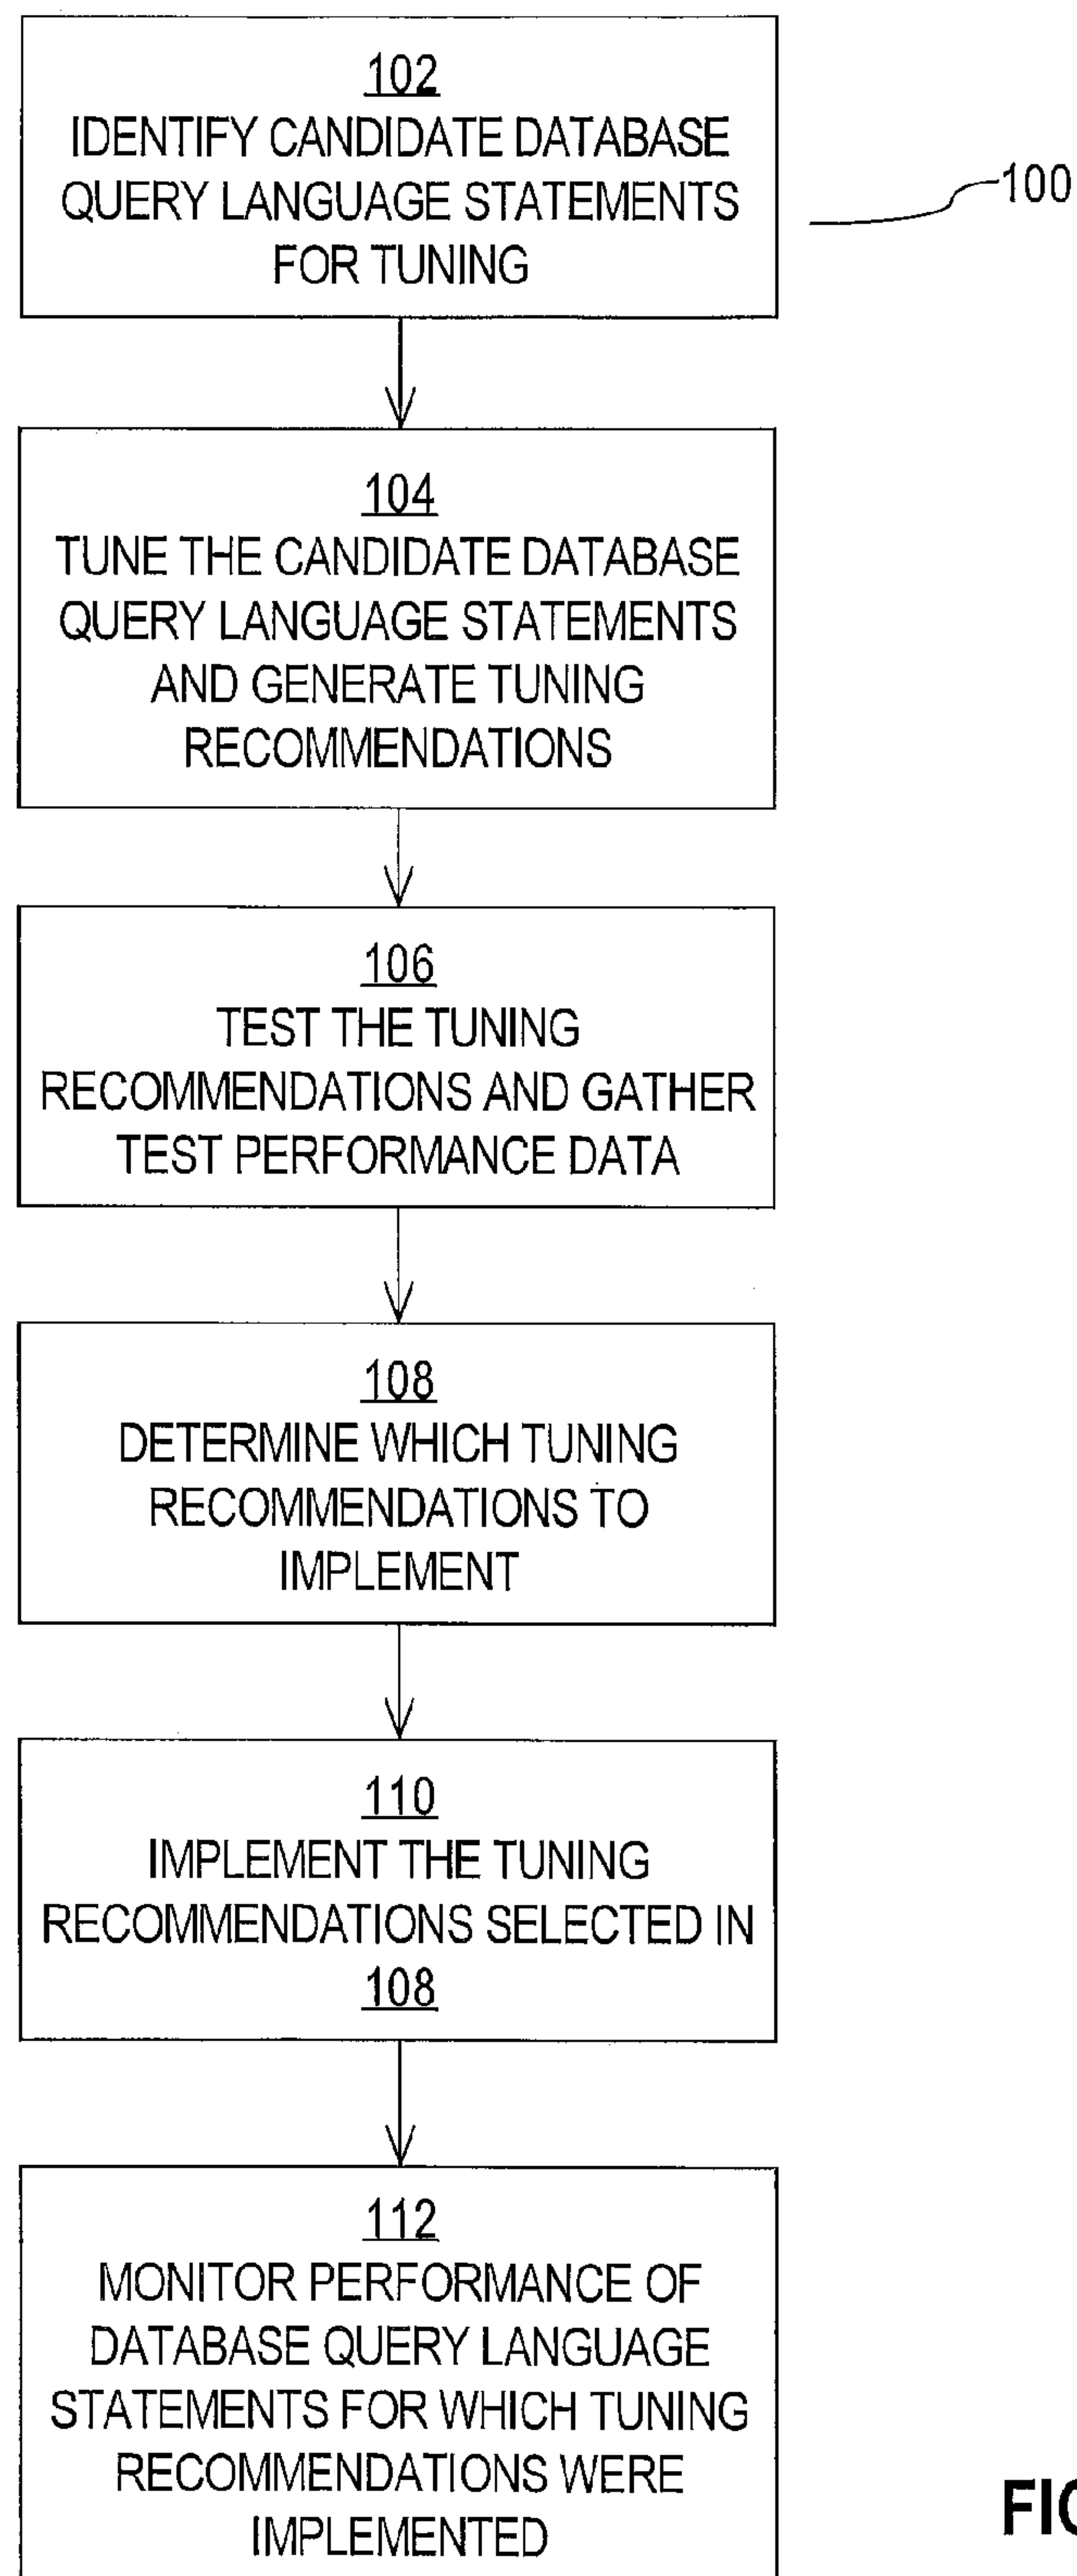 102
IDENTIFY CANDIDATE DATABASE
QUERY LANGUAGE STATEMENTS
FOR TUNING
100
104
TUNE THE CANDIDATE DATABASE
QUERY LANGUAGE STATEMENTS
AND GENERATE TUNING
RECOMMENDATIONS
106
TEST THE TUNING
RECOMMENDATIONS AND GATHER
TEST PERFORMANCE DATA
108
DETERMINE WHICH TUNING
RECOMMENDATIONS TO
IMPLEMENT
110
IMPLEMENT THE TUNING
RECOMMENDATIONS SELECTED IN
108
112
MONITOR PERFORMANCE OF
DATABASE QUERY LANGUAGE
STATEMENTS FOR WHICH TUNING
RECOMMENDATIONS WERE
IMPLEMENTED